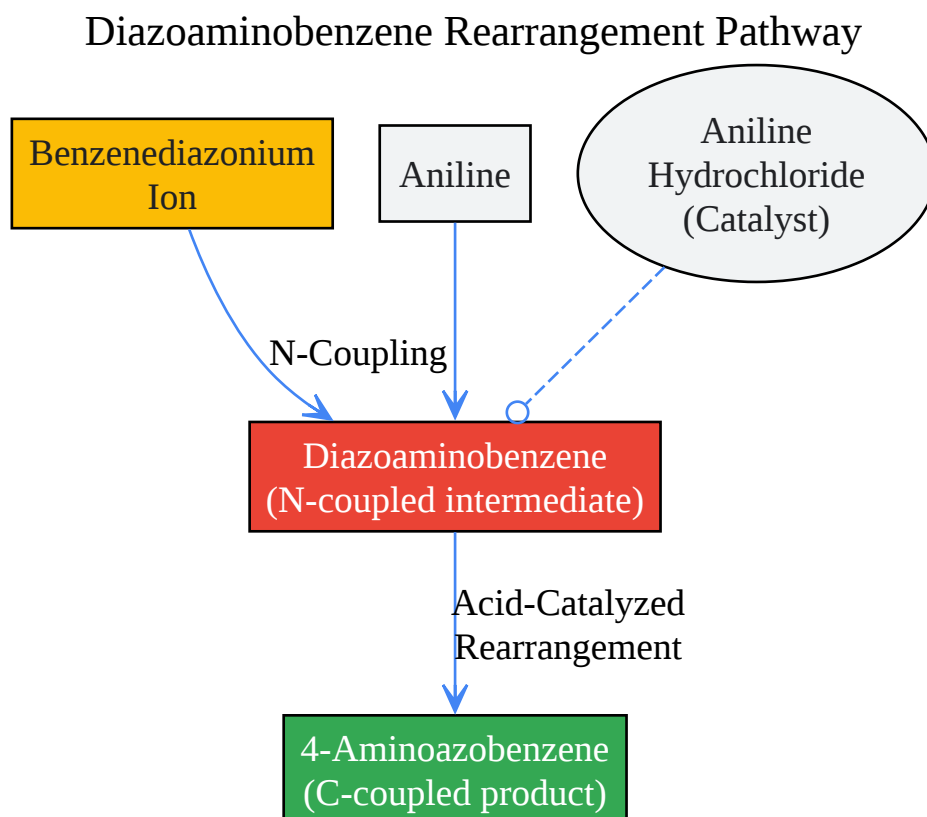 Diazoaminobenzene Rearrangement Pathway
Benzenediazonium
Ion
Aniline
Aniline
Hydrochloride
(Catalyst)
N-Coupling
Diazoaminobenzene
(N-coupled intermediate)
Acid-Catalyzed
Rearrangement
4-Aminoazobenzene
(C-coupled product)